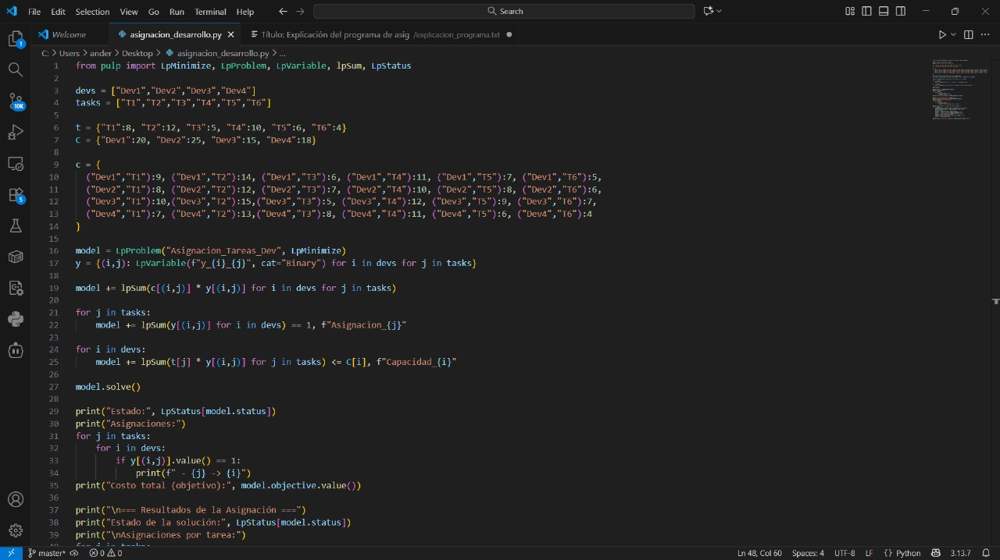 File Edit Selection View Go Run Terminal Help Search
Welcome asignacion_desarrollo.py Título: Explicación del programa de asig /explicacion_programa.txt
C: > Users > ander > Desktop > asignacion_desarrollo.py > ...
1 from pulp import LpMinimize, LpProblem, LpVariable, lpSum, LpStatus
2
3 devs = ["Dev1","Dev2","Dev3","Dev4"]
4 tasks = ["T1","T2","T3","T4","T5","T6"]
5
6 t = {"T1":8, "T2":12, "T3":5, "T4":10, "T5":6, "T6":4}
7 C = {"Dev1":20, "Dev2":25, "Dev3":15, "Dev4":18}
8
9 c = {
10 ("Dev1","T1"):9, ("Dev1","T2"):14, ("Dev1","T3"):6, ("Dev1","T4"):11, ("Dev1","T5"):7, ("Dev1","T6"):5,
11 ("Dev2","T1"):8, ("Dev2","T2"):12, ("Dev2","T3"):7, ("Dev2","T4"):10, ("Dev2","T5"):8, ("Dev2","T6"):6,
12 ("Dev3","T1"):10,("Dev3","T2"):15,("Dev3","T3"):5, ("Dev3","T4"):12, ("Dev3","T5"):9, ("Dev3","T6"):7,
13 ("Dev4","T1"):7, ("Dev4","T2"):13,("Dev4","T3"):8, ("Dev4","T4"):11, ("Dev4","T5"):6, ("Dev4","T6"):4
14 }
15
16 model = LpProblem("Asignacion_Tareas_Dev", LpMinimize)
17 y = {(i,j): LpVariable(f"y_{i}_{j}", cat="Binary") for i in devs for j in tasks}
18
19 model += lpSum(c[(i,j)] * y[(i,j)] for i in devs for j in tasks)
20
21 for j in tasks:
22 model += lpSum(y[(i,j)] for i in devs) == 1, f"Asignacion_{j}"
23
24 for i in devs:
25 model += lpSum(t[j] * y[(i,j)] for j in tasks) <= C[i], f"Capacidad_{i}"
26
27 model.solve()
28
29 print("Estado:", LpStatus[model.status])
30 print("Asignaciones:")
31 for j in tasks:
32 for i in devs:
33 if y[(i,j)].value() == 1:
34 print(f" - {j} -> {i}")
35 print("Costo total (objetivo):", model.objective.value())
36
37 print("\n=== Resultados de la Asignación ===")
38 print("Estado de la solución:", LpStatus[model.status])
39 print("\nAsignaciones por tarea:")
1
10K
5
master* 0 0 Ln 48, Col 60 Spaces: 4 UTF-8 LF {} Python 3.13.7